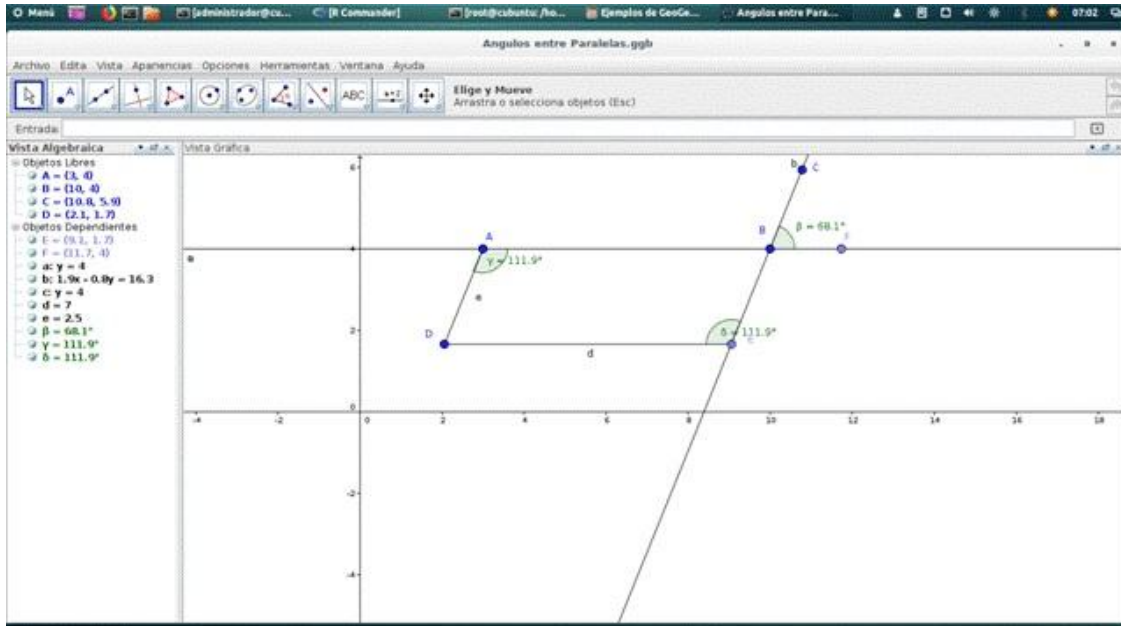 Menú [administrador@cu... [R Commander] [root@cubuntu: /ho... Ejemplos de GeoGe... Angulos entre Para... 07:02
Angulos entre Paralelas.ggb
Archivo Edita Vista Apariencias Opciones Herramientas Ventana Ayuda
ABC a=2 Elige y Mueve
Arrastra o selecciona objetos (Esc)
Entrada:
Vista Algebraica Vista Gráfica
Objetos Libres
A = (3, 4)
B = (10, 4)
C = (10.8, 5.9)
D = (2.1, 1.7)
Objetos Dependientes
E = (9.1, 1.7)
F = (11.7, 4)
a: y = 4
b: 1.9x - 0.8y = 16.3
c: y = 4
d = 7
e = 2.5
β = 68.1°
γ = 111.9°
δ = 111.9°
6 b C
A B β = 68.1° F
4
a γ = 111.9°
e
2 D δ = 111.9°
E
d
0
-4 -2 0 2 4 6 8 10 12 14 16 18
-2
-4